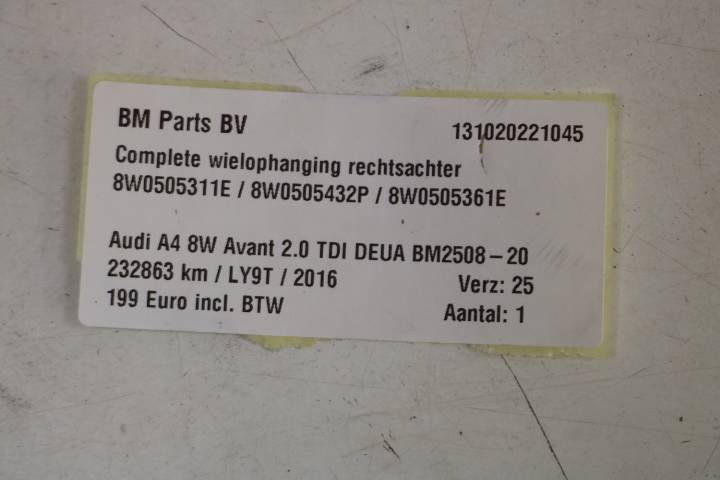 BM Parts BV 131020221045
Complete wielophanging rechtsachter
8W0505311E / 8W0505432P / 8W0505361E
Audi A4 8W Avant 2.0 TDI DEUA BM2508-20
232863 km / LY9T / 2016 Verz: 25
199 Euro incl. BTW Aantal: 1